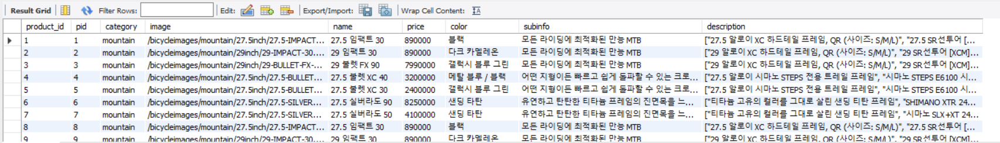 Result Grid Filter Rows: Edit: Export/Import: Wrap Cell Content:
product_id pid category image name price color subinfo description
1 1 mountain /bicycleimages/mountain/27.5inch/27.5-IMPACT... 27.5 임팩트 30 890000 블랙 모든 라이딩에 최적화된 만능 MTB ["27.5 알로이 XC 하드테일 프레임, QR (사이즈: S/M/L)", "27.5 SR선투어 [...
2 2 mountain /bicycleimages/mountain/29inch/29-IMPACT-30.... 29 임팩트 30 890000 다크 카멜레온 모든 라이딩에 최적화된 만능 MTB ["29 알로이 XC 하드테일 프레임, QR (사이즈: S/M/L)", "29 SR선투어 [XCM]...
3 3 mountain /bicycleimages/mountain/29inch/29-BULLET-FX-... 29 불렛 FX 90 7990000 갤럭시 블루 그린 모든 라이딩에 최적화된 만능 MTB ["29 알로이 XC 하드테일 프레임, QR (사이즈: S/M/L)", "29 SR선투어 [XCM]...
4 4 mountain /bicycleimages/mountain/27.5inch/27.5-BULLET... 27.5 불렛 XC 40 3200000 메탈 블루 / 블랙 어떤 지형이든 빠르고 쉽게 돌파할 수 있는 크로... ["27.5 알로이 시마노 STEPS 전용 트레일 프레임", "시마노 STEPS E6100 시...
5 5 mountain /bicycleimages/mountain/27.5inch/27.5-BULLET... 27.5 불렛 XC 30 2400000 갤럭시 블루 그린 어떤 지형이든 빠르고 쉽게 돌파할 수 있는 크로... ["27.5 알로이 시마노 STEPS 전용 트레일 프레임", "시마노 STEPS E6100 시...
6 6 mountain /bicycleimages/mountain/27.5inch/27.5-SILVER... 27.5 실버라도 90 8250000 샌딩 타탄 유연하고 탄탄한 티타늄 프레임의 진면목을 느... ["티타늄 고유의 컬러를 그대로 살린 샌딩 티탄 프레임", "SHIMANO XTR 24...
7 7 mountain /bicycleimages/mountain/27.5inch/27.5-SILVER... 27.5 실버라도 50 4100000 샌딩 타탄 유연하고 탄탄한 티타늄 프레임의 진면목을 느... ["티타늄 고유의 컬러를 그대로 살린 샌딩 티탄 프레임", "시마노 SLX+XT 24...
8 8 mountain /bicycleimages/mountain/27.5inch/27.5-IMPACT... 27.5 임팩트 30 890000 블랙 모든 라이딩에 최적화된 만능 MTB ["27.5 알로이 XC 하드테일 프레임, QR (사이즈: S/M/L)", "27.5 SR선투어 [...
9 9 mountain /bicycleimages/mountain/29inch/29-IMPACT-30.... 29 임팩트 30 890000 다크 카멜레온 모든 라이딩에 최적화된 만능 MTB ["29 알로이 XC 하드테일 프레임, QR (사이즈: S/M/L)", "29 SR선투어 [XCM]...